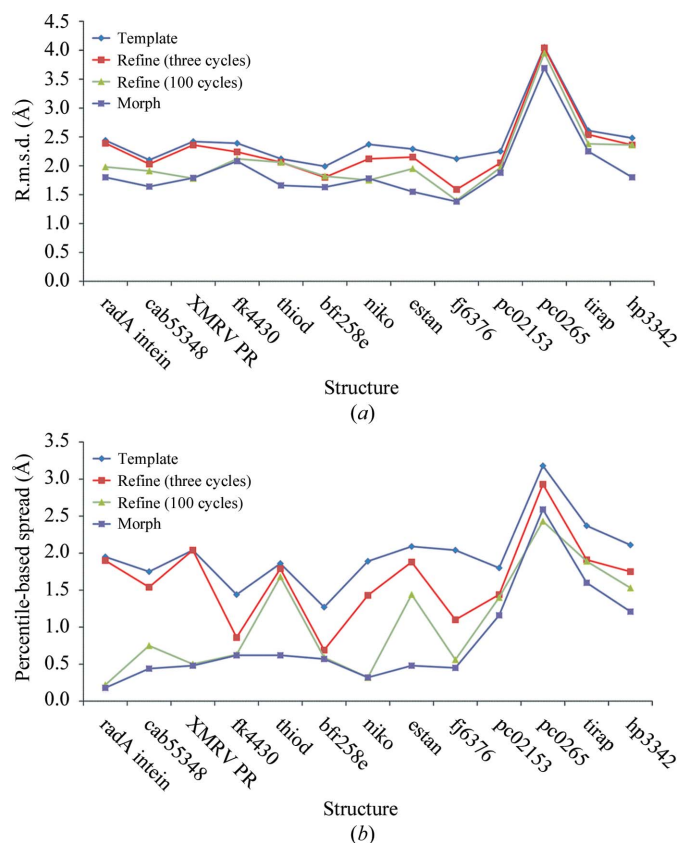 4.5
4.0
3.5
3.0
2.5
2.0
1.5
1.0
0.5
0.0
R.m.s.d. (Å)
Template
Refine (three cycles)
Refine (100 cycles)
Morph
radA intein
cab55348
XMRV PR
fk4430
thiod
bfr258e
niko
estan
fj6376
pc02153
pc0265
tirap
hp3342
Structure
(a)
3.5
3.0
2.5
2.0
1.5
1.0
0.5
0.0
Percentile-based spread (Å)
Template
Refine (three cycles)
Refine (100 cycles)
Morph
radA intein
cab55348
XMRV PR
fk4430
thiod
bfr258e
niko
estan
fj6376
pc02153
pc0265
tirap
hp3342
Structure
(b)